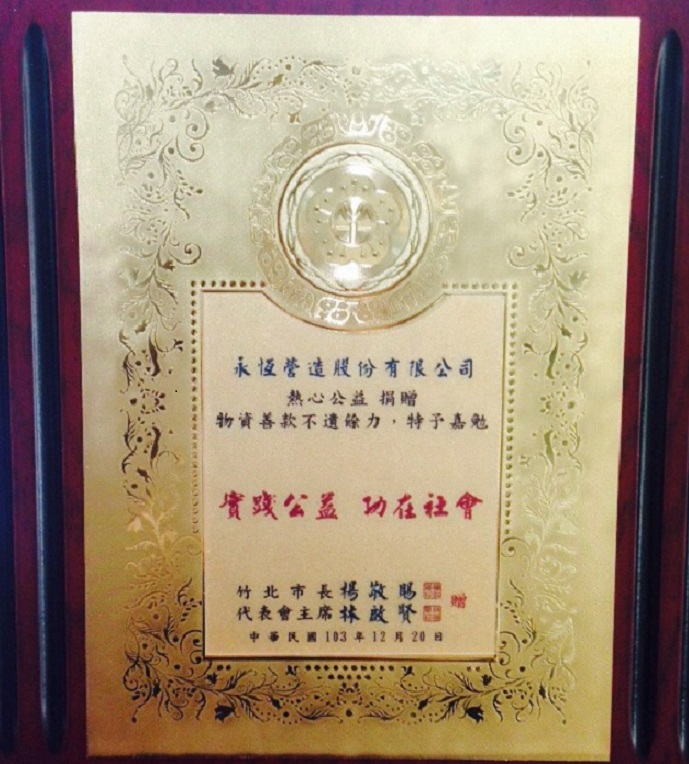 永恆營造股份有限公司
熱心公益 捐贈
物資善款不遺餘力，特予嘉勉
實踐公益 功在社會
竹北市長楊敬賜
代表會主席林啟賢 贈
中華民國103年12月20日